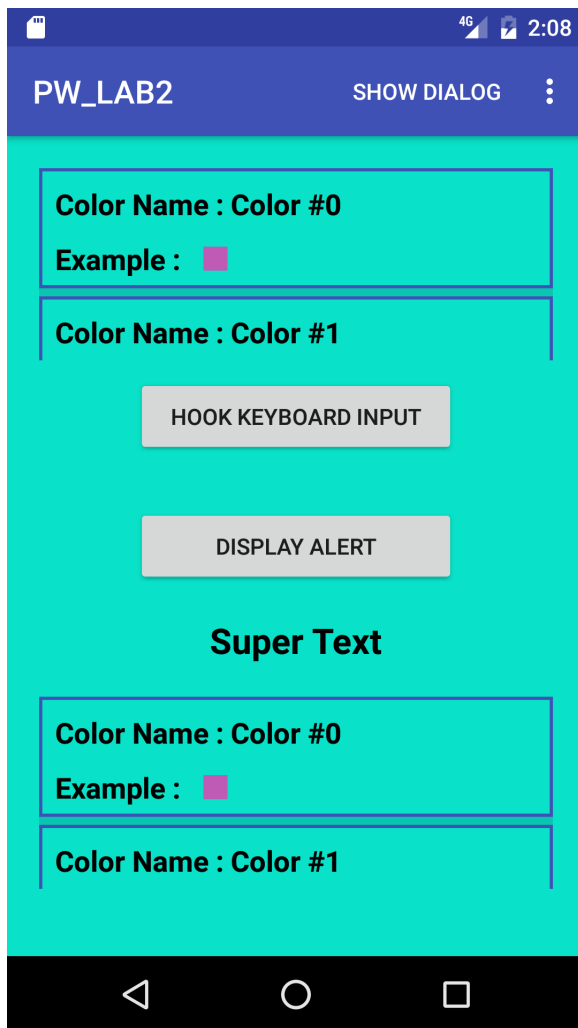 4G 2:08
PW_LAB2 SHOW DIALOG
Color Name : Color #0
Example :
Color Name : Color #1
HOOK KEYBOARD INPUT
DISPLAY ALERT
Super Text
Color Name : Color #0
Example :
Color Name : Color #1